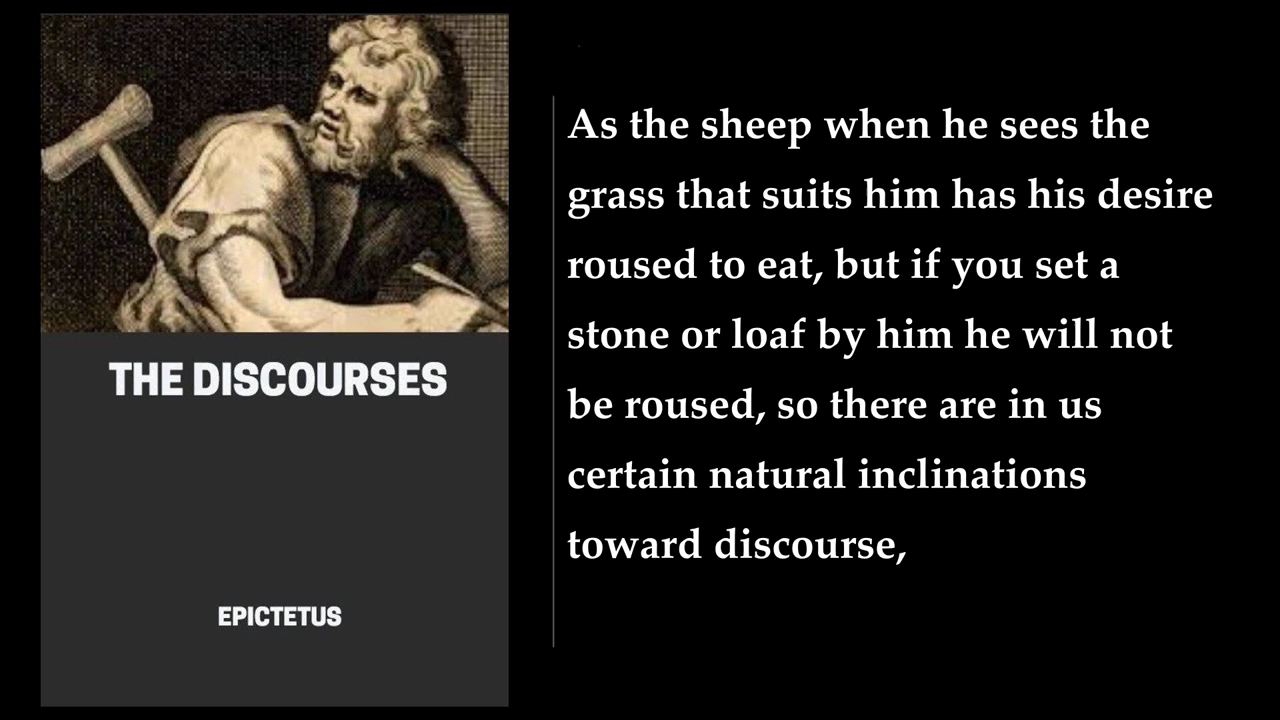 THE DISCOURSES
EPICTETUS
As the sheep when he sees the
grass that suits him has his desire
roused to eat, but if you set a
stone or loaf by him he will not
be roused, so there are in us
certain natural inclinations
toward discourse,